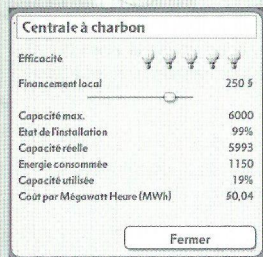 Centrale à charbon
Efficacité
Financement local 250 §
Capacité max. 6000
Etat de l'installation 99%
Capacité réelle 5993
Energie consommée 1150
Capacité utilisée 19%
Coût par Mégawatt Heure (MWh) §0,04
Fermer